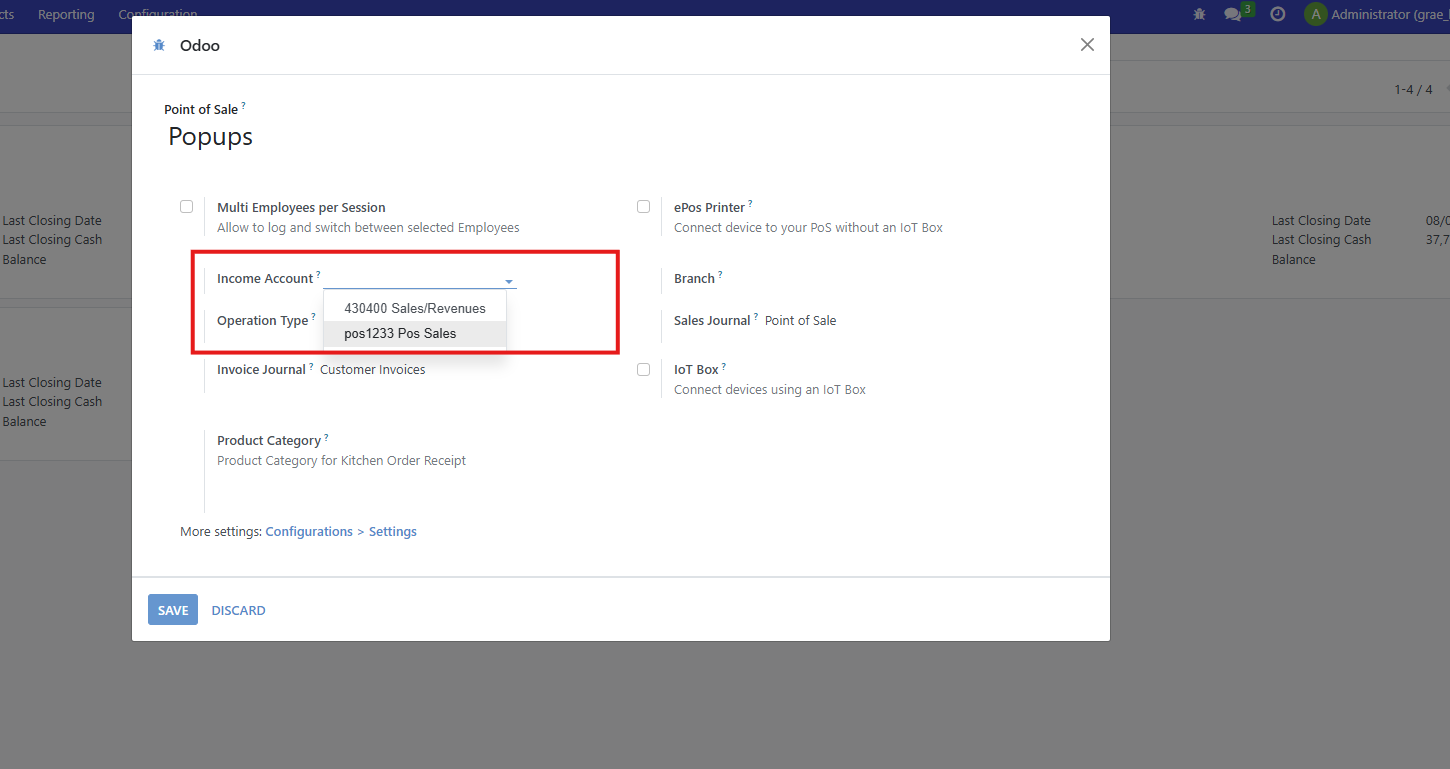 cts Reporting Configuration 3 A Administrator (grae_
Odoo
1-4 / 4
Point of Sale ?
Popups
Multi Employees per Session
Allow to log and switch between selected Employees
ePos Printer ?
Connect device to your PoS without an IoT Box
Last Closing Date
Last Closing Cash
Balance
Last Closing Date 08/0
Last Closing Cash 37,7
Balance
Income Account ?
430400 Sales/Revenues
pos1233 Pos Sales
Branch ?
Operation Type ?
Sales Journal ? Point of Sale
Invoice Journal ? Customer Invoices
IoT Box ?
Connect devices using an IoT Box
Last Closing Date
Last Closing Cash
Balance
Product Category ?
Product Category for Kitchen Order Receipt
More settings: Configurations > Settings
SAVE DISCARD